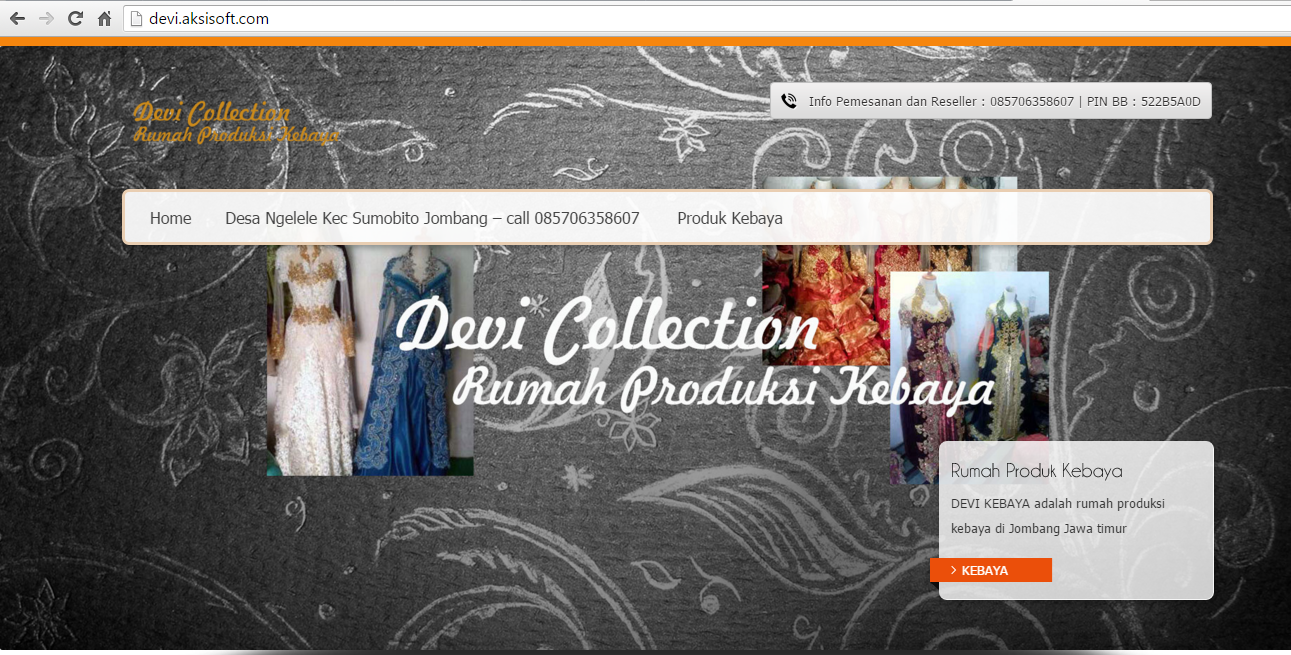 devi.aksisoft.com
Devi Collection
Rumah Produksi Kebaya
Info Pemesanan dan Reseller : 085706358607 | PIN BB : 522B5A0D
Home
Desa Ngelele Kec Sumobito Jombang – call 085706358607
Produk Kebaya
Devi Collection
Rumah Produksi Kebaya
Rumah Produk Kebaya
DEVI KEBAYA adalah rumah produksi
kebaya di Jombang Jawa timur
> KEBAYA